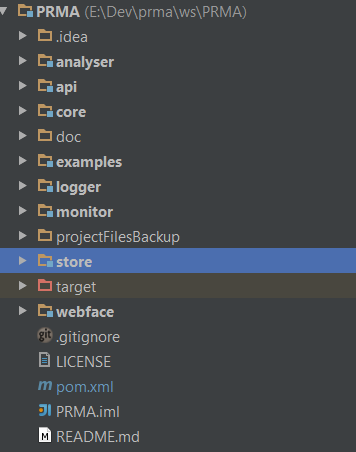 PRMA (E:\Dev\prma\ws\PRMA)
.idea
analyser
api
core
doc
examples
logger
monitor
projectFilesBackup
store
target
webface
git .gitignore
LICENSE
m pom.xml
PRMA.iml
M README.md